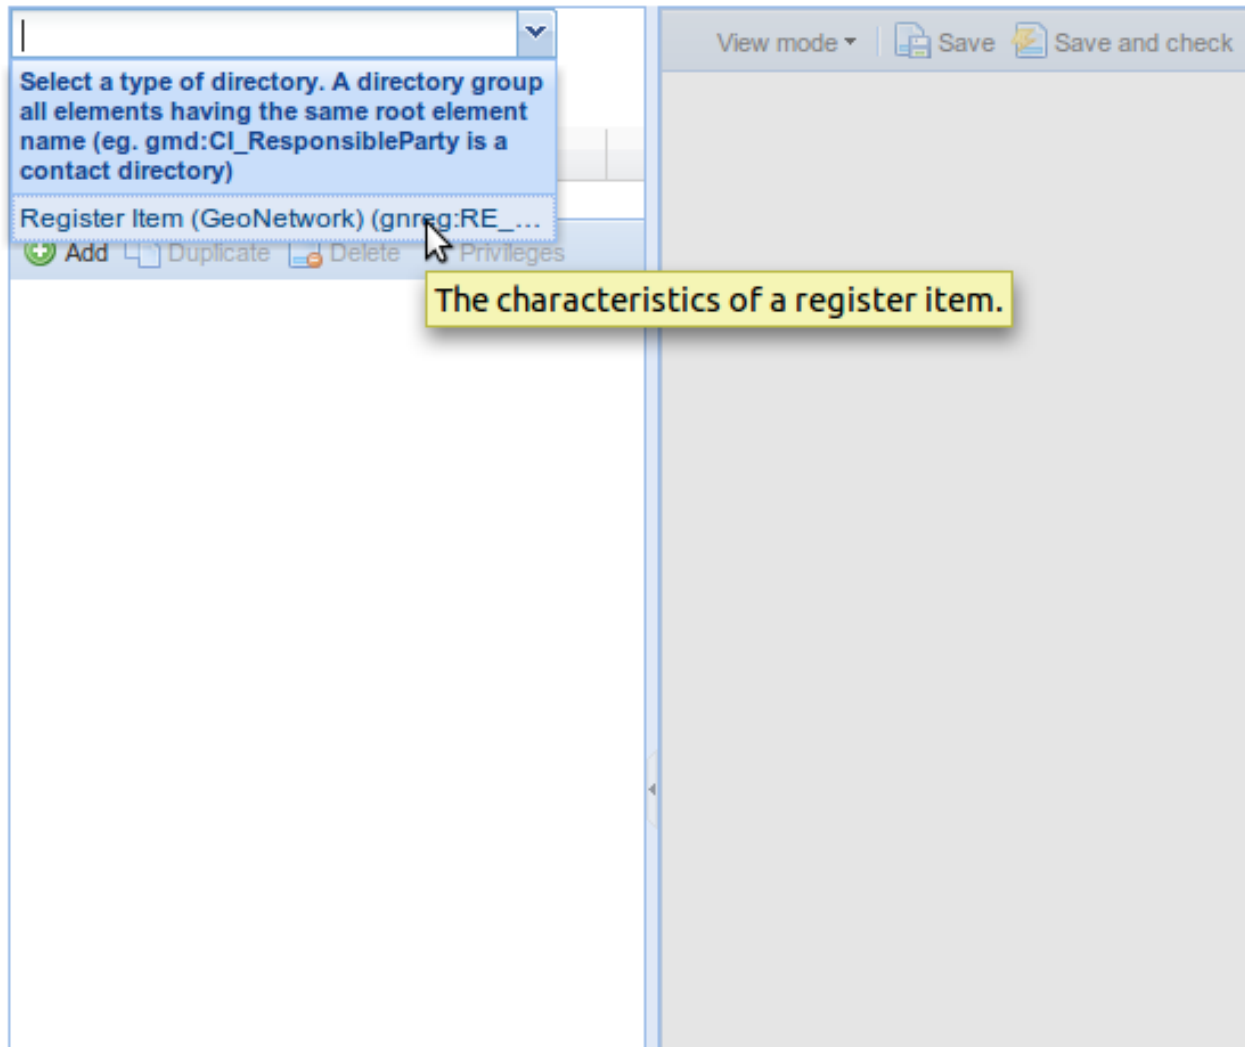 View mode Save Save and check
Select a type of directory. A directory group
all elements having the same root element
name (eg. gmd:CI_ResponsibleParty is a
contact directory)
Register Item (GeoNetwork) (gnreg:RE_...
Add Duplicate Delete Privileges
The characteristics of a register item.